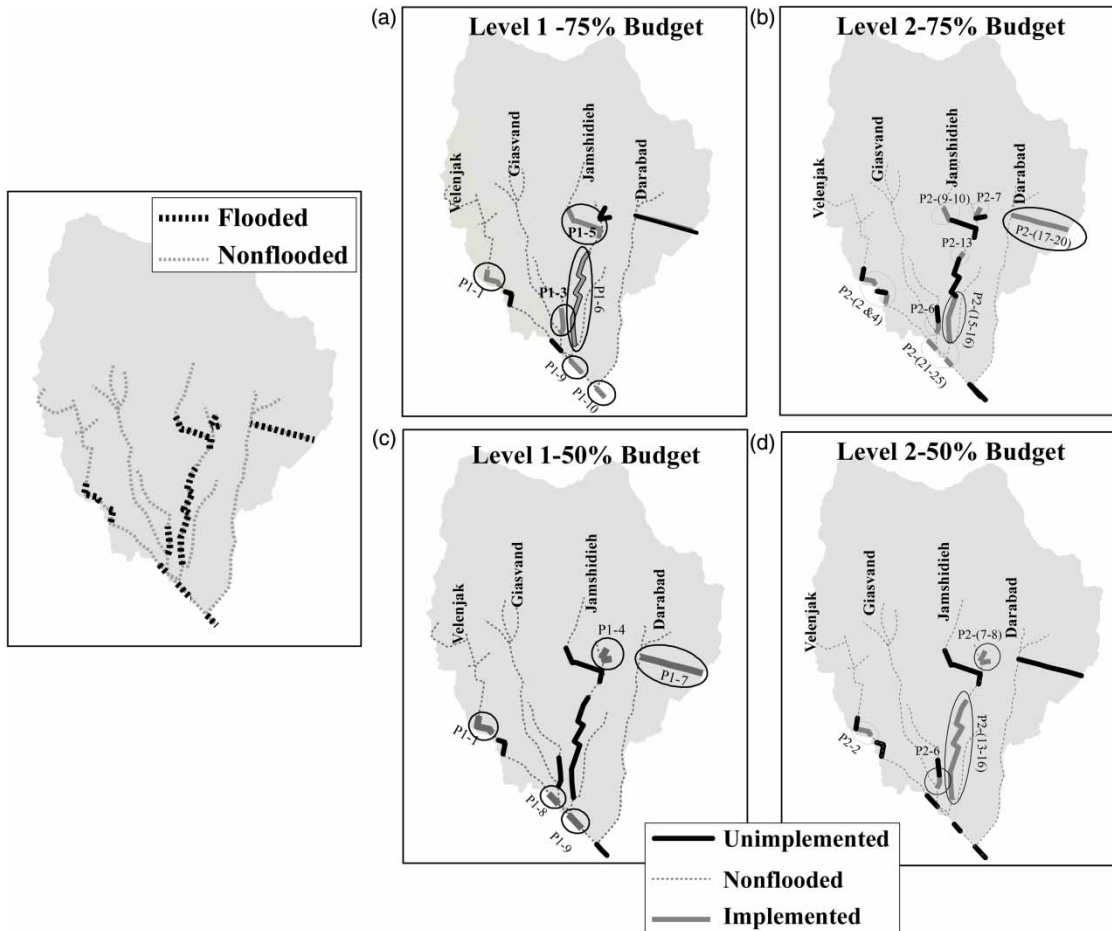 Flooded
Nonflooded
(a)
Level 1 -75% Budget
Velenjak
Giasvand
Jamshidieh
Darabad
P1-5
P1-1
P1-3
P1-6
P1-9
P1-10
(b)
Level 2-75% Budget
Velenjak
Giasvand
Jamshidieh
Darabad
P2-(9-10)
P2-7
P2-(17-20)
P2-13
P2-(2 &4)
P2-6
P2-(15-16)
P2-(21-25)
(c)
Level 1-50% Budget
Velenjak
Giasvand
Jamshidieh
Darabad
P1-4
P1-7
P1-1
P1-8
P1-9
(d)
Level 2-50% Budget
Velenjak
Giasvand
Jamshidieh
Darabad
P2-(7-8)
P2-2
P2-6
P2-(13-16)
Unimplemented
Nonflooded
Implemented